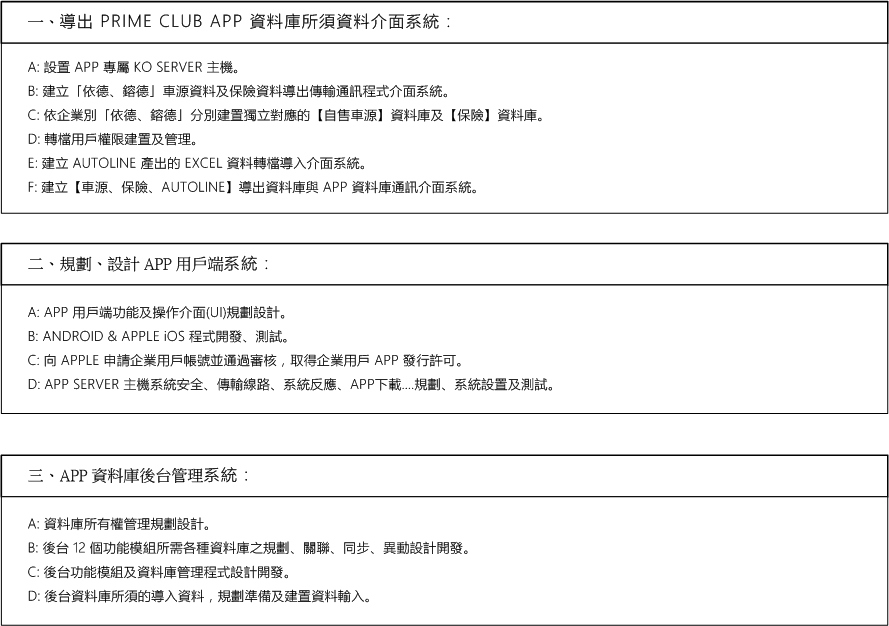 一、導出 PRIME CLUB APP 資料庫所須資料介面系統：
A: 設置 APP 專屬 KO SERVER 主機。
B: 建立「依德、鎔德」車源資料及保險資料導出傳輸通訊程式介面系統。
C: 依企業別「依德、鎔德」分別建置獨立對應的【自售車源】資料庫及【保險】資料庫。
D: 轉檔用戶權限建置及管理。
E: 建立 AUTOLINE 產出的 EXCEL 資料轉檔導入介面系統。
F: 建立【車源、保險、AUTOLINE】導出資料庫與 APP 資料庫通訊介面系統。
二、規劃、設計 APP 用戶端系統：
A: APP 用戶端功能及操作介面(UI)規劃設計。
B: ANDROID & APPLE iOS 程式開發、測試。
C: 向 APPLE 申請企業用戶帳號並通過審核，取得企業用戶 APP 發行許可。
D: APP SERVER 主機系統安全、傳輸線路、系統反應、APP下載....規劃、系統設置及測試。
三、APP 資料庫後台管理系統：
A: 資料庫所有權管理規劃設計。
B: 後台 12 個功能模組所需各種資料庫之規劃、關聯、同步、異動設計開發。
C: 後台功能模組及資料庫管理程式設計開發。
D: 後台資料庫所須的導入資料，規劃準備及建置資料輸入。